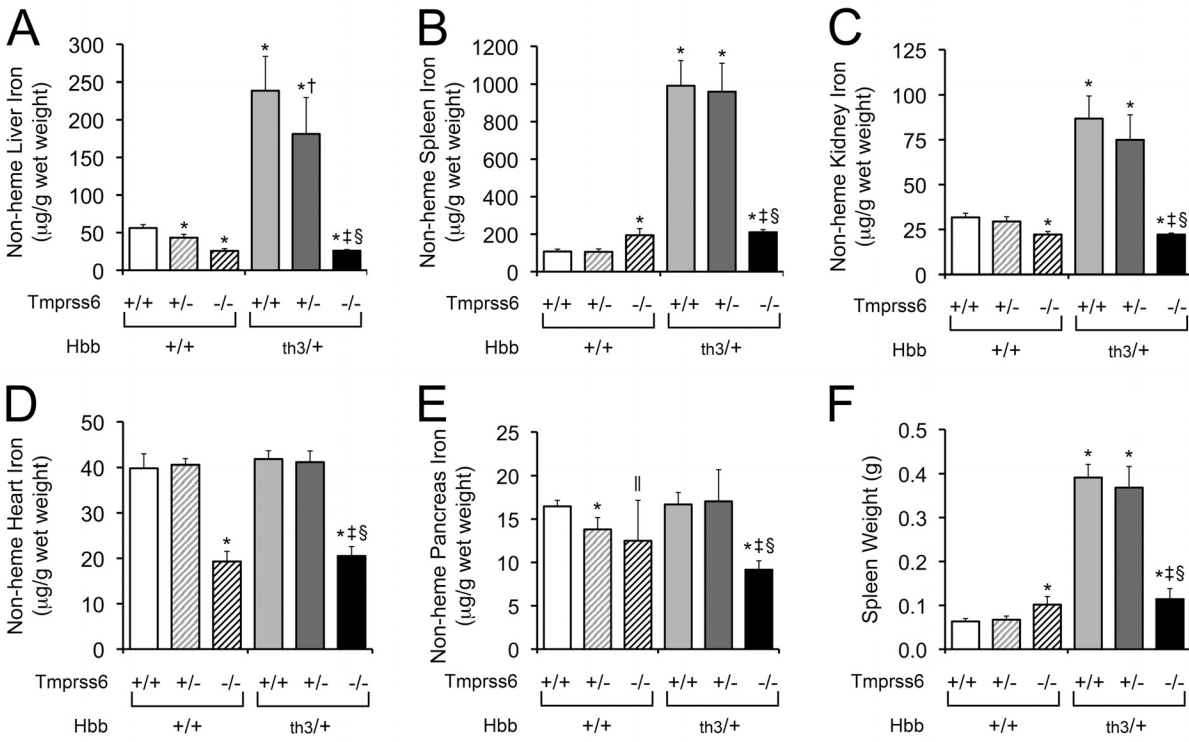 A
Non-heme Liver Iron
(µg/g wet weight)
300
250
200
150
100
50
0
*
*
*
*†
*‡§
Tmprss6 +/+ +/- -/- +/+ +/- -/-
Hbb +/+ th3/+
B
Non-heme Spleen Iron
(µg/g wet weight)
1200
1000
800
600
400
200
0
*
*
*
*‡§
Tmprss6 +/+ +/- -/- +/+ +/- -/-
Hbb +/+ th3/+
C
Non-heme Kidney Iron
(µg/g wet weight)
125
100
75
50
25
0
*
*
*
*‡§
Tmprss6 +/+ +/- -/- +/+ +/- -/-
Hbb +/+ th3/+
D
Non-heme Heart Iron
(µg/g wet weight)
50
40
30
20
10
0
*
*‡§
Tmprss6 +/+ +/- -/- +/+ +/- -/-
Hbb +/+ th3/+
E
Non-heme Pancreas Iron
(µg/g wet weight)
25
20
15
10
5
0
*
||
*‡§
Tmprss6 +/+ +/- -/- +/+ +/- -/-
Hbb +/+ th3/+
F
Spleen Weight (g)
0.5
0.4
0.3
0.2
0.1
0.0
*
*
*
*‡§
Tmprss6 +/+ +/- -/- +/+ +/- -/-
Hbb +/+ th3/+